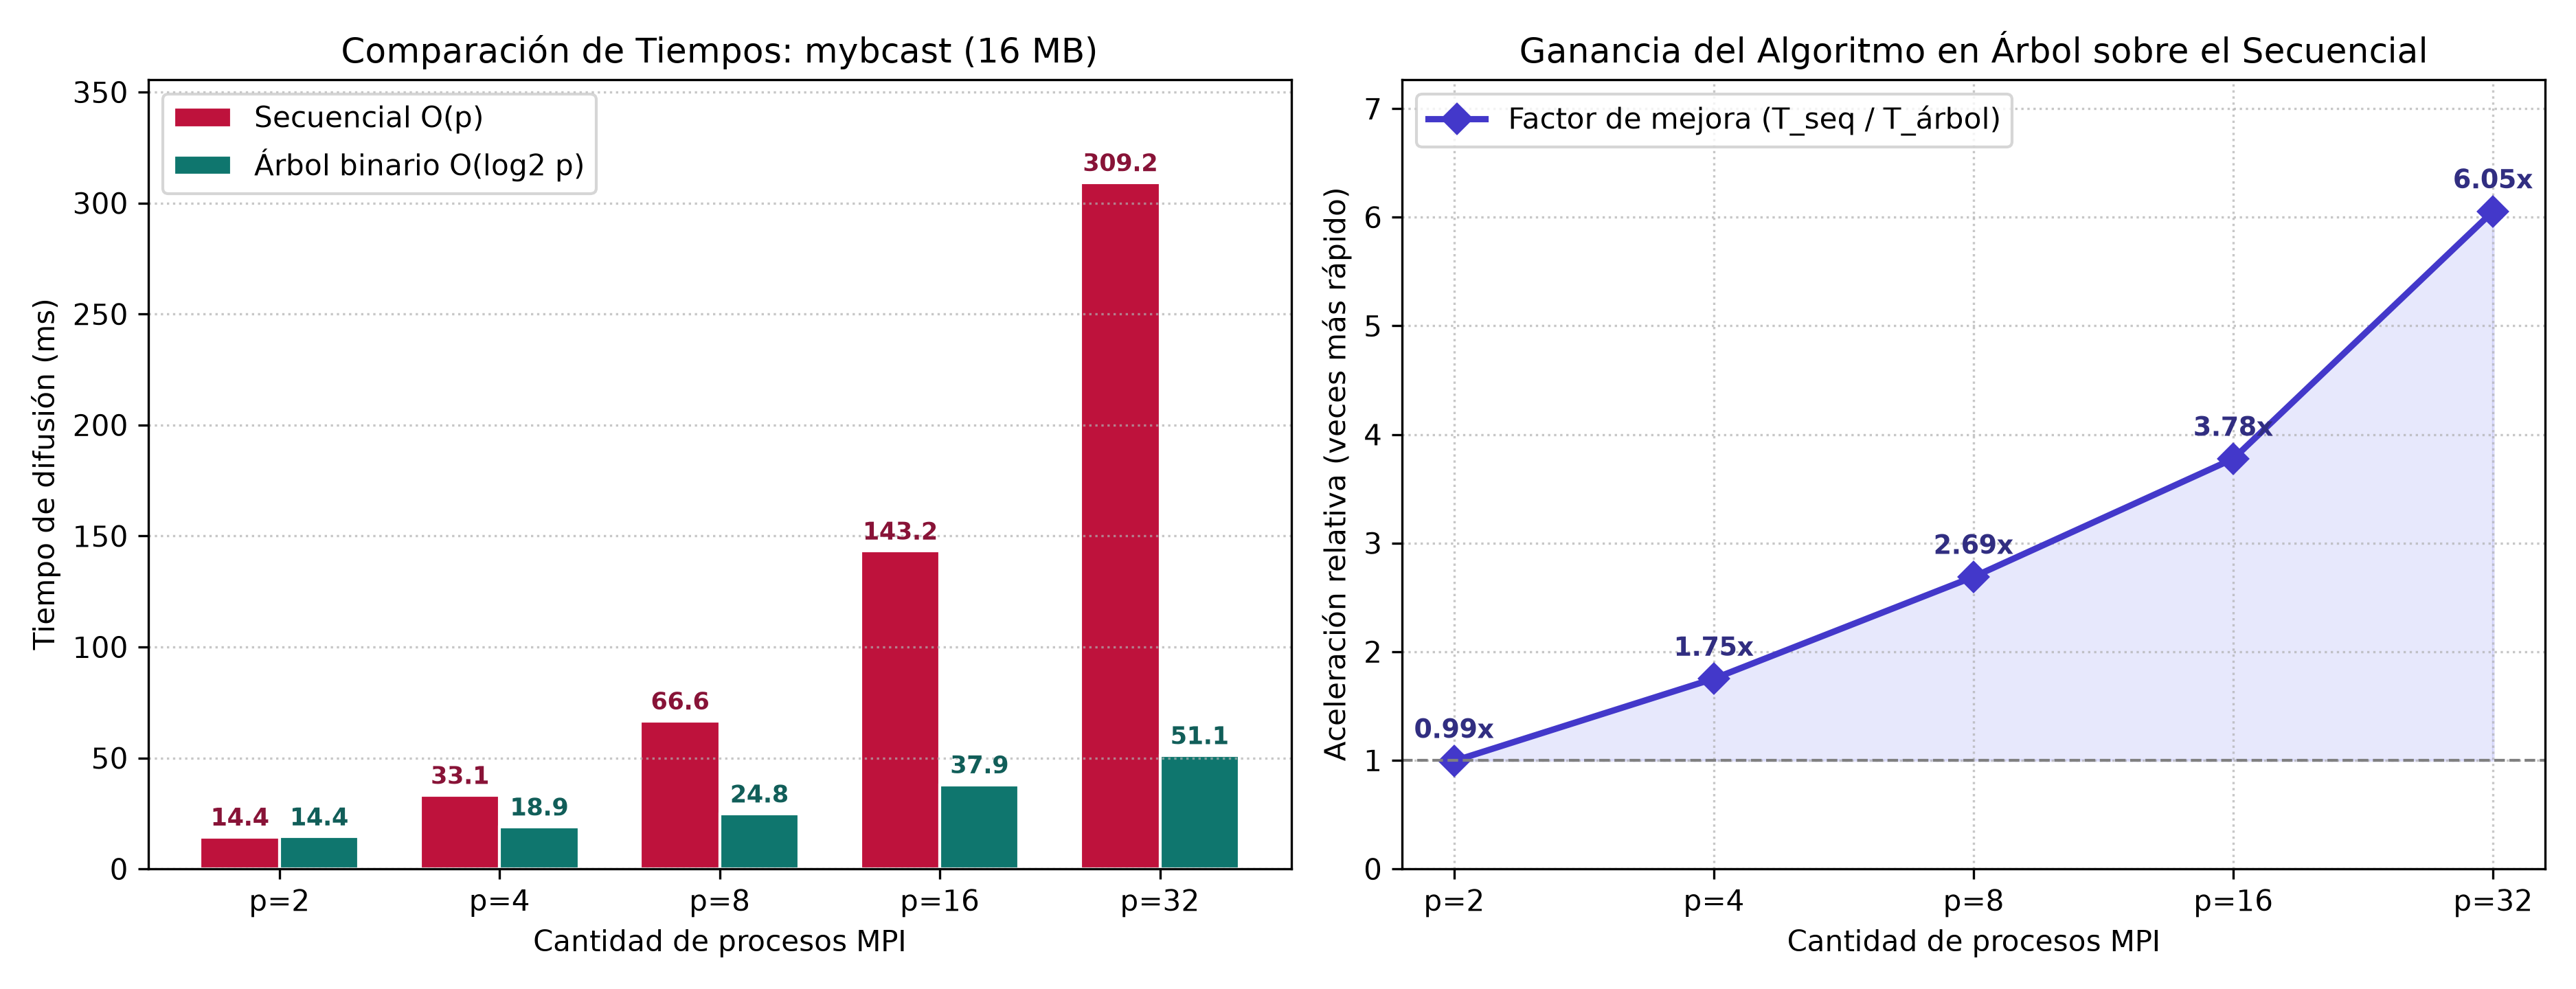 Comparación de Tiempos: mybcast (16 MB)
Secuencial O(p)
Árbol binario O(log2 p)
Tiempo de difusión (ms)
350
300
250
200
150
100
50
0
14.4
14.4
33.1
18.9
66.6
24.8
143.2
37.9
309.2
51.1
p=2
p=4
p=8
p=16
p=32
Cantidad de procesos MPI
Ganancia del Algoritmo en Árbol sobre el Secuencial
Factor de mejora (T_seq / T_árbol)
Aceleración relativa (veces más rápido)
7
6
5
4
3
2
1
0
0.99x
1.75x
2.69x
3.78x
6.05x
p=2
p=4
p=8
p=16
p=32
Cantidad de procesos MPI